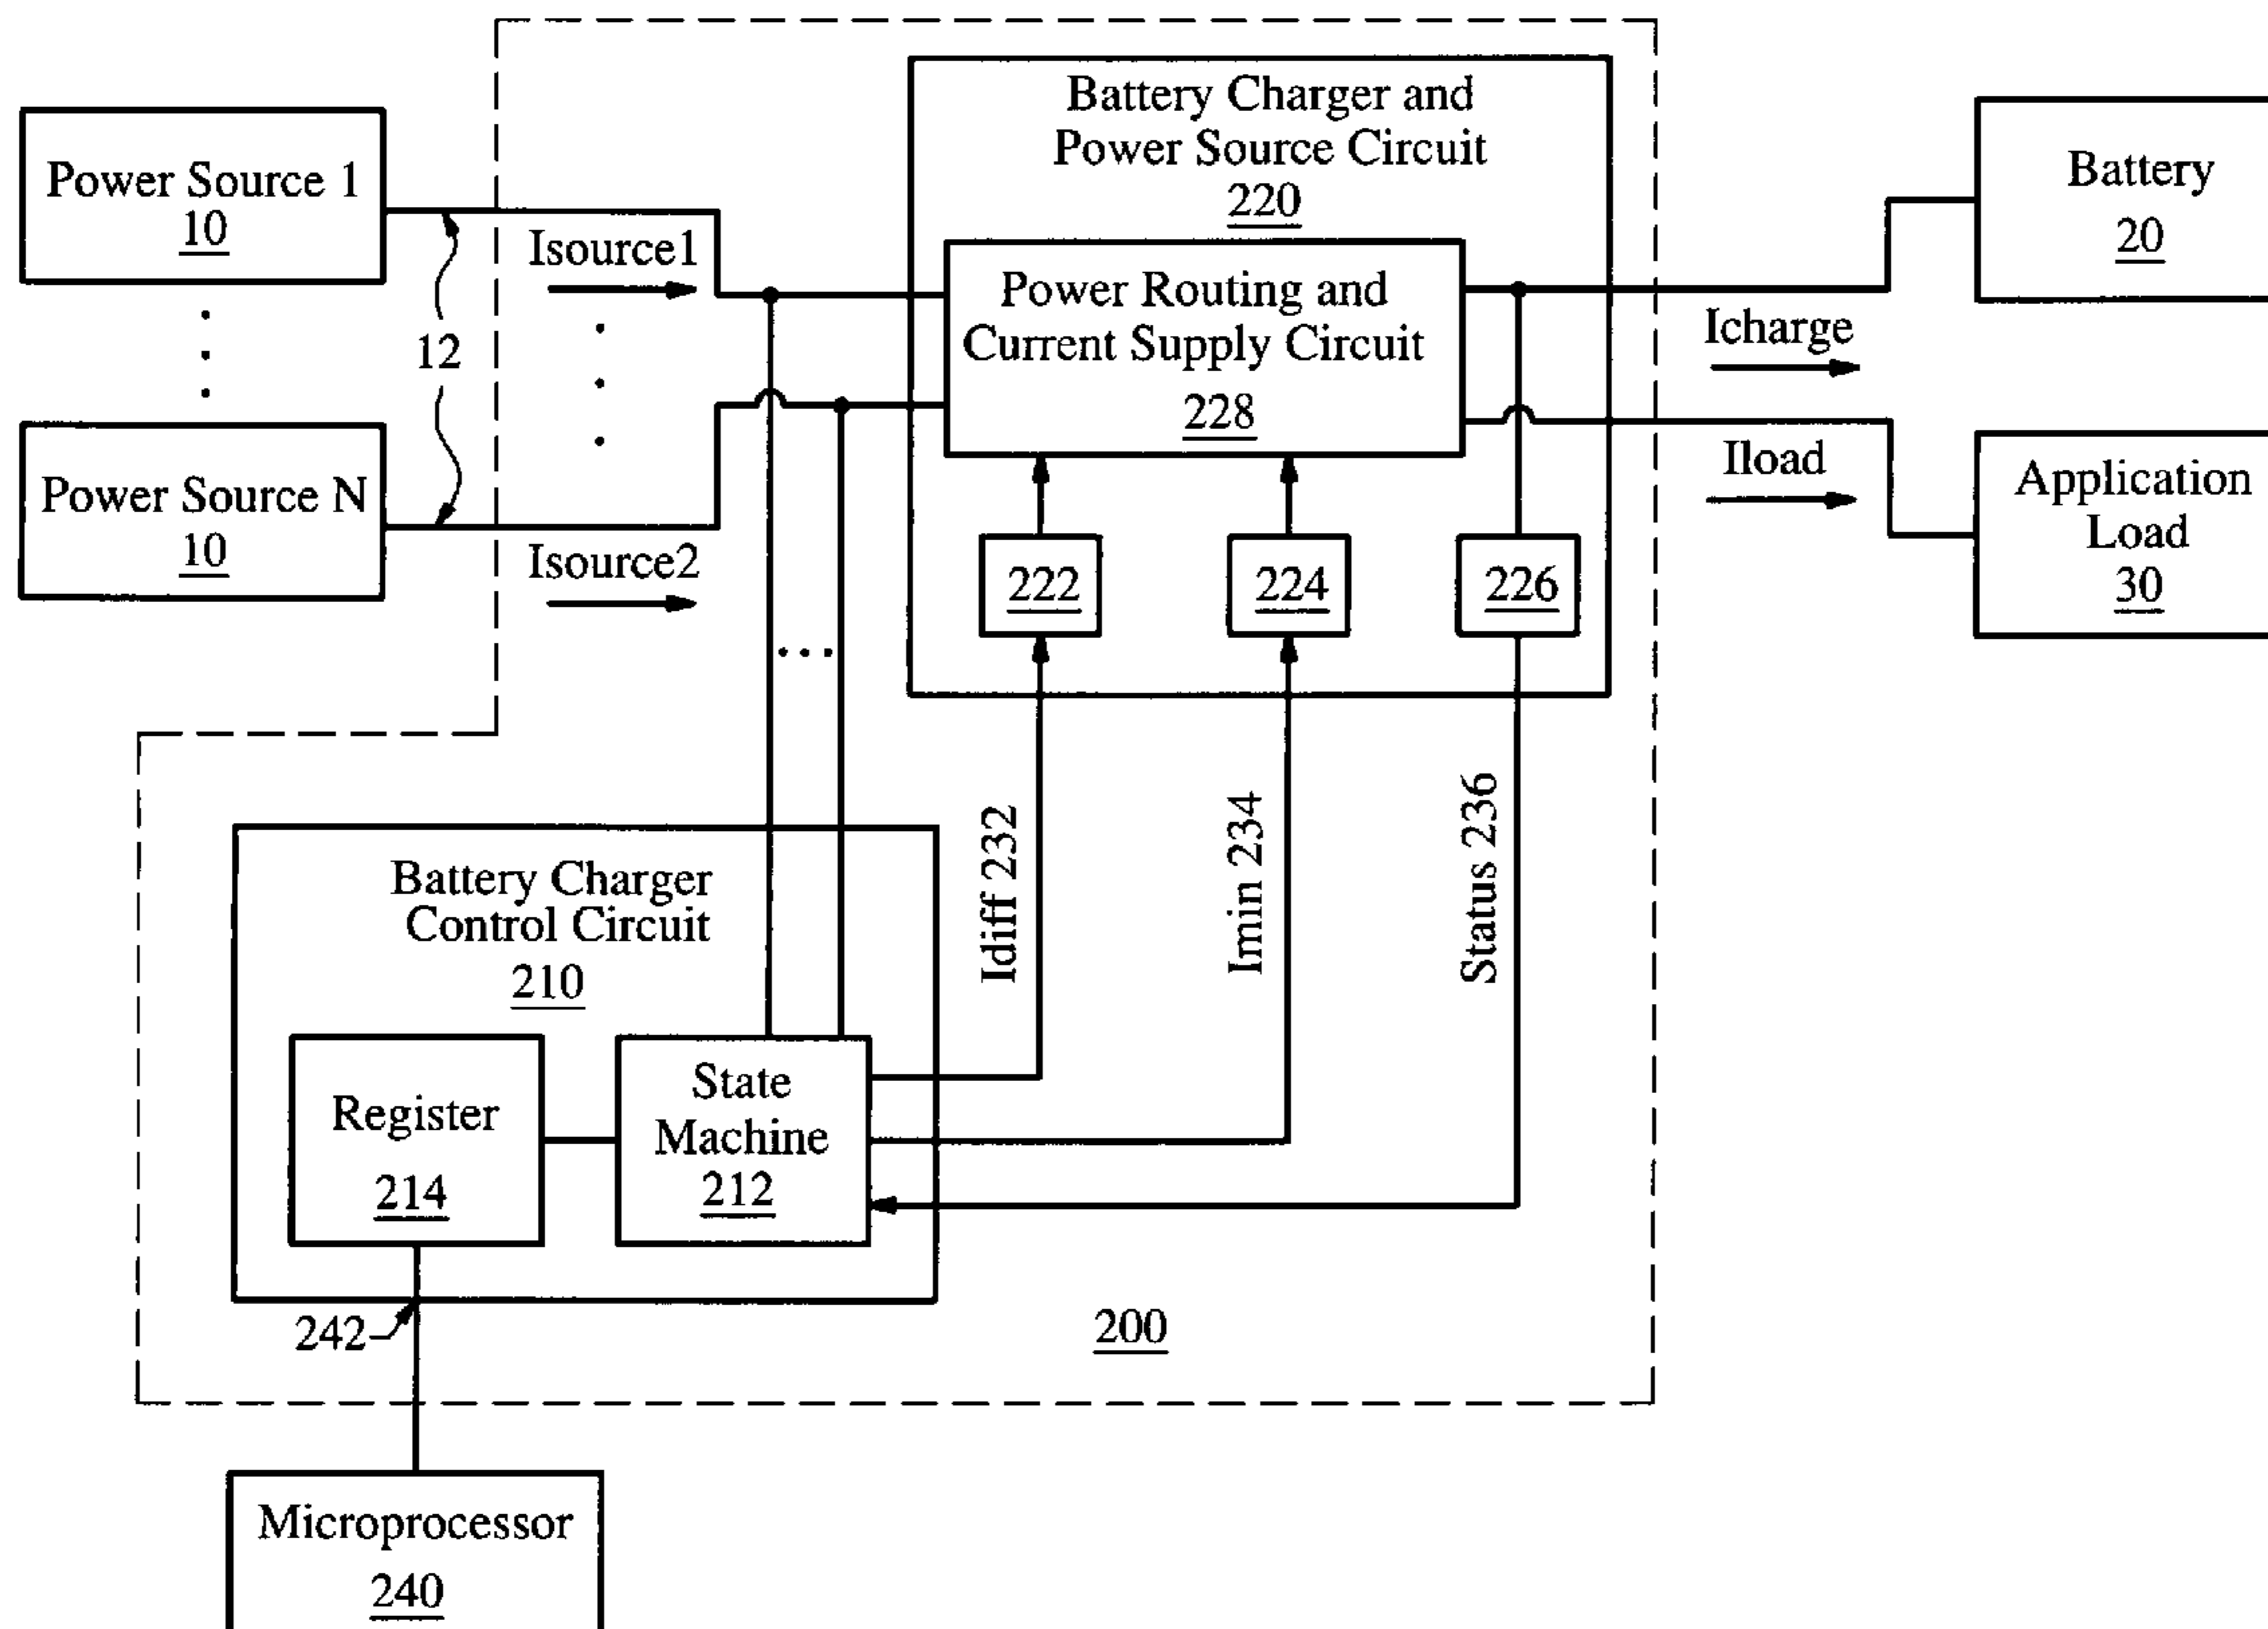 Power Source 1
10
12
Power Source N
10
Isource1
Isource2
Battery Charger and
Power Source Circuit
220
Power Routing and
Current Supply Circuit
228
222
224
226
Icharge
Iload
Battery
20
Application
Load
30
Idiff 232
Imin 234
Status 236
Battery Charger
Control Circuit
210
Register
214
State
Machine
212
242
200
Microprocessor
240